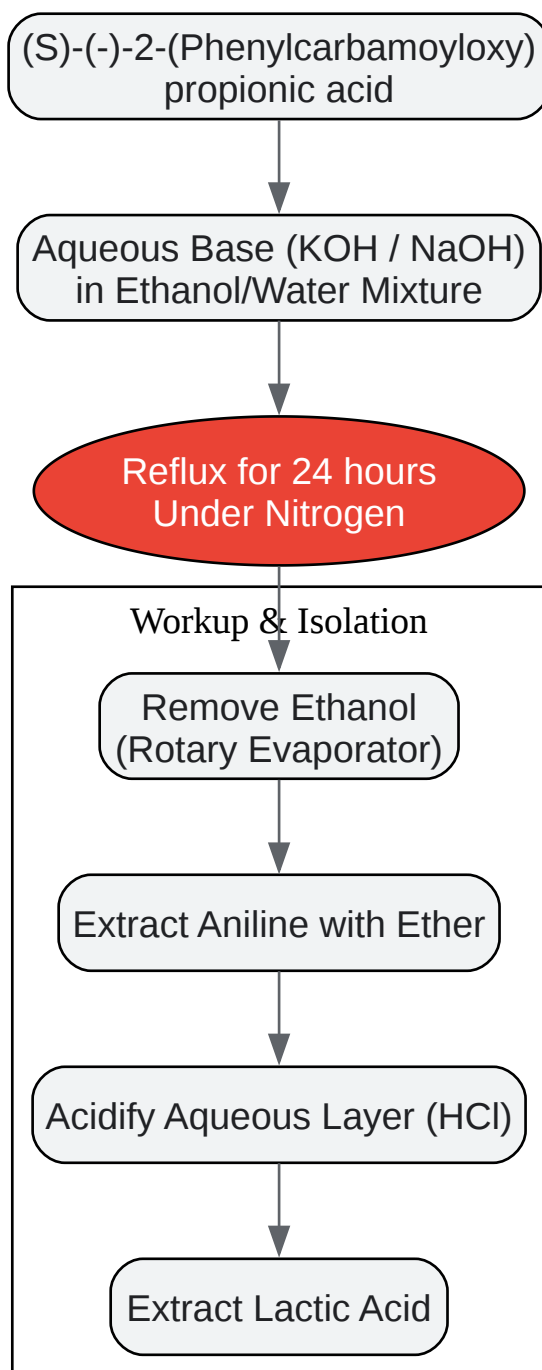 (S)-(-)-2-(Phenylcarbamoyloxy)
propionic acid
Aqueous Base (KOH / NaOH)
in Ethanol/Water Mixture
Reflux for 24 hours
Under Nitrogen
Workup & Isolation
Remove Ethanol
(Rotary Evaporator)
Extract Aniline with Ether
Acidify Aqueous Layer (HCl)
Extract Lactic Acid